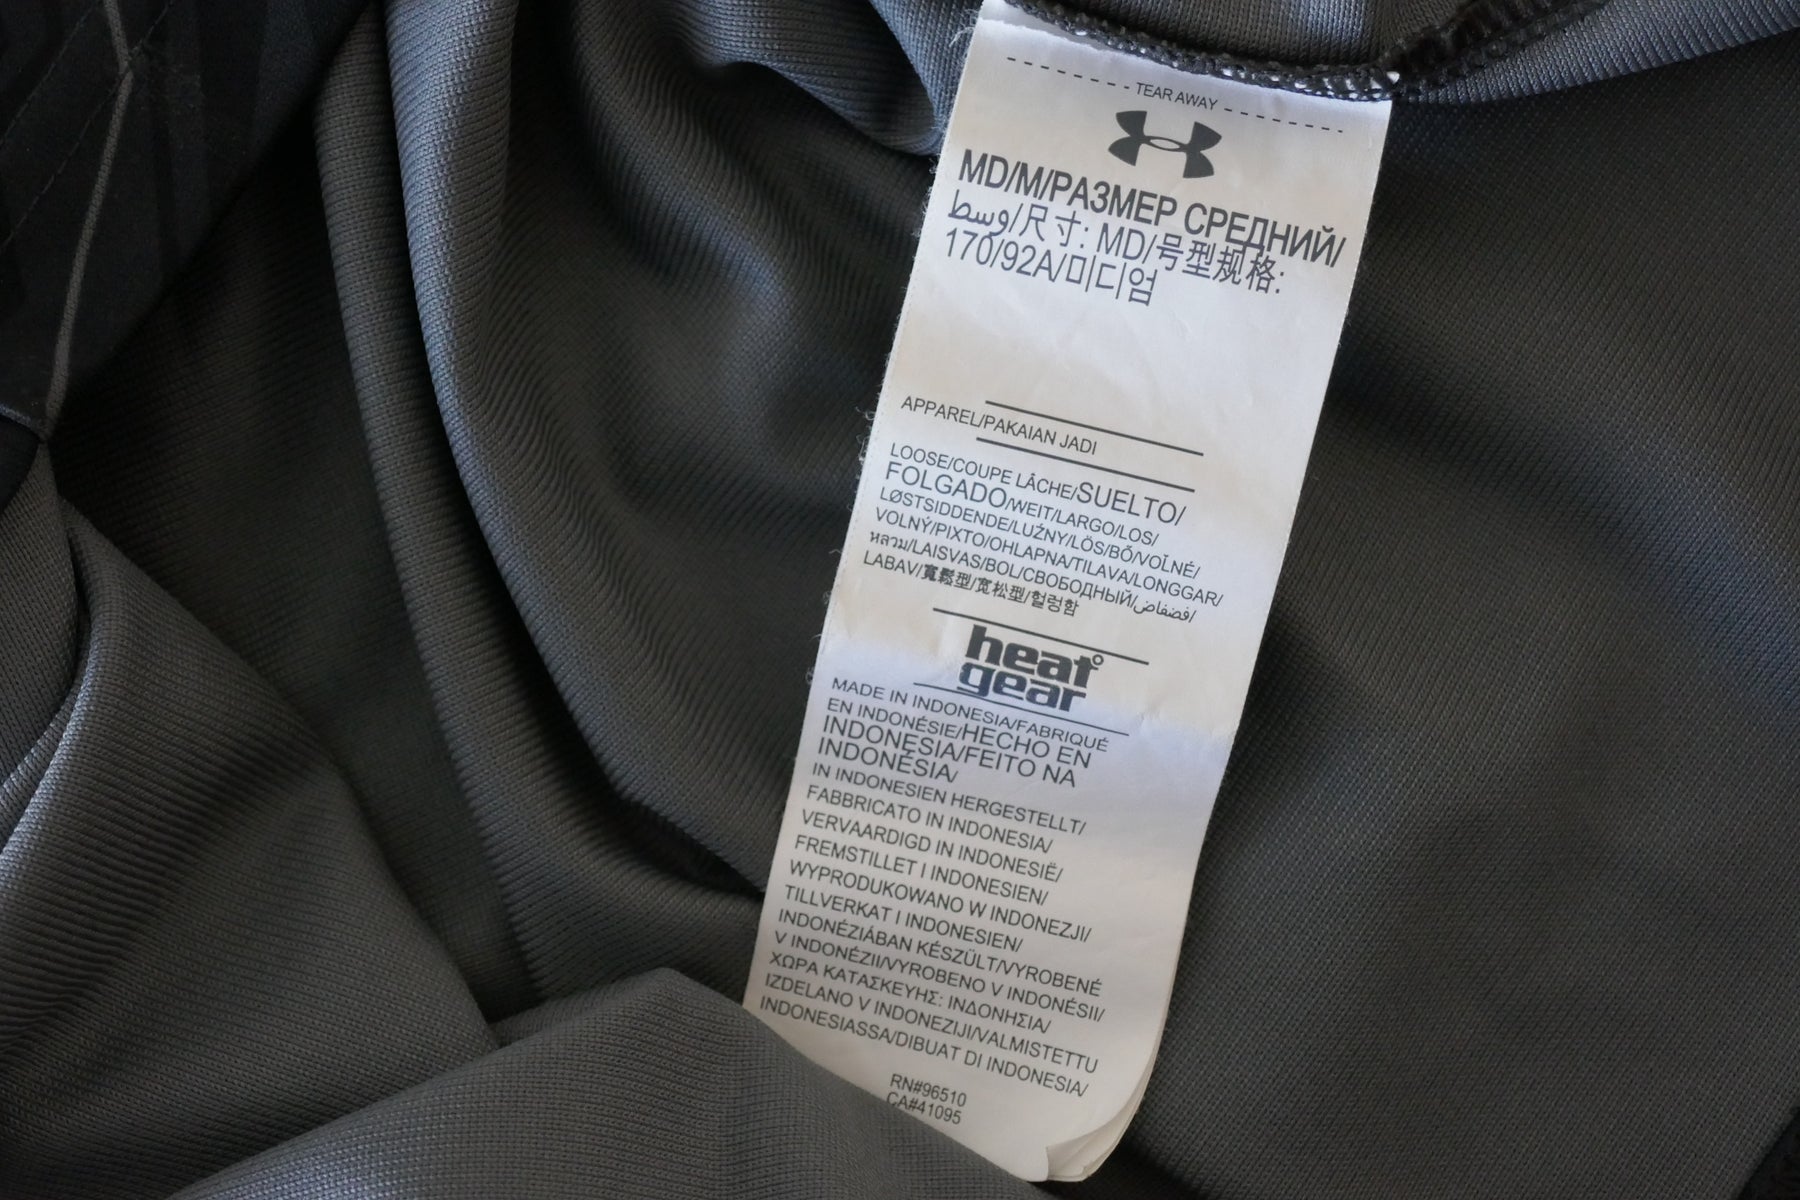 TEAR AWAY
MD/M/РАЗМЕР СРЕДНИЙ/
وسط/尺寸: MD/号型规格:
170/92A/미디엄
APPAREL/PAKAIAN JADI
LOOSE/COUPE LÂCHE/SUELTO/
FOLGADO/WEIT/LARGO/LOS/
LØSTSIDDENDE/LUŹNY/LÖS/BŐ/VOĽNÉ/
VOLNÝ/ΡΙΧΤΟ/OHLAPNA/TILAVA/LONGGAR/
หลวม/LAISVAS/BOL/СВОБОДНЫЙ/فضفاض/
LABAV/寬鬆型/宽松型/헐렁함
heat°
gear
MADE IN INDONESIA/FABRIQUÉ
EN INDONÉSIE/HECHO EN
INDONESIA/FEITO NA
INDONÉSIA/
IN INDONESIEN HERGESTELLT/
FABBRICATO IN INDONESIA/
VERVAARDIGD IN INDONESIË/
FREMSTILLET I INDONESIEN/
WYPRODUKOWANO W INDONEZJI/
TILLVERKAT I INDONESIEN/
INDONÉZIÁBAN KÉSZÜLT/VYROBENÉ
V INDONÉZII/VYROBENO V INDONÉSII/
ΧΩΡΑ ΚΑΤΑΣΚΕΥΗΣ: ΙΝΔΟΝΗΣΙΑ/
IZDELANO V INDONEZIJI/VALMISTETTU
INDONESIASSA/DIBUAT DI INDONESIA/
RN#96510
CA#41095